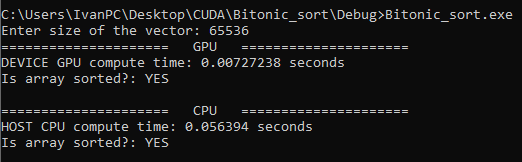 C:\Users\IvanPC\Desktop\CUDA\Bitonic_sort\Debug>Bitonic_sort.exe
Enter size of the vector: 65536
==================== GPU ====================
DEVICE GPU compute time: 0.00727238 seconds
Is array sorted?: YES
==================== CPU ====================
HOST CPU compute time: 0.056394 seconds
Is array sorted?: YES